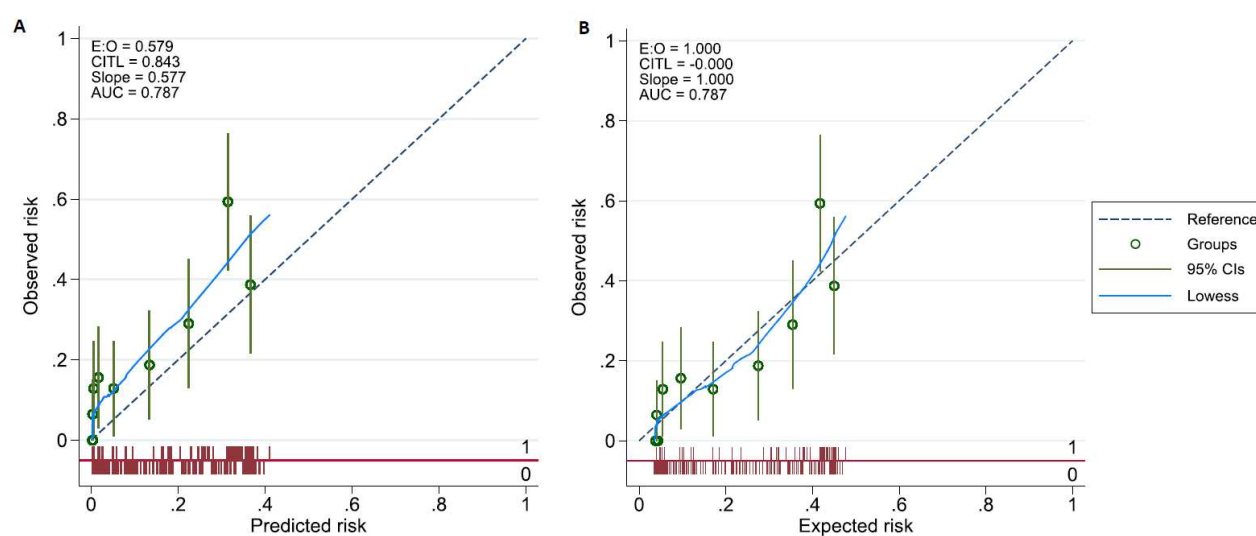 A
E:O = 0.579
CITL = 0.843
Slope = 0.577
AUC = 0.787
1
.8
.6
.4
.2
0
Observed risk
1
0
0
.2
.4
.6
.8
1
Predicted risk
B
E:O = 1.000
CITL = -0.000
Slope = 1.000
AUC = 0.787
1
.8
.6
.4
.2
0
Observed risk
1
0
0
.2
.4
.6
.8
1
Expected risk
Reference
Groups
95% CIs
Lowess